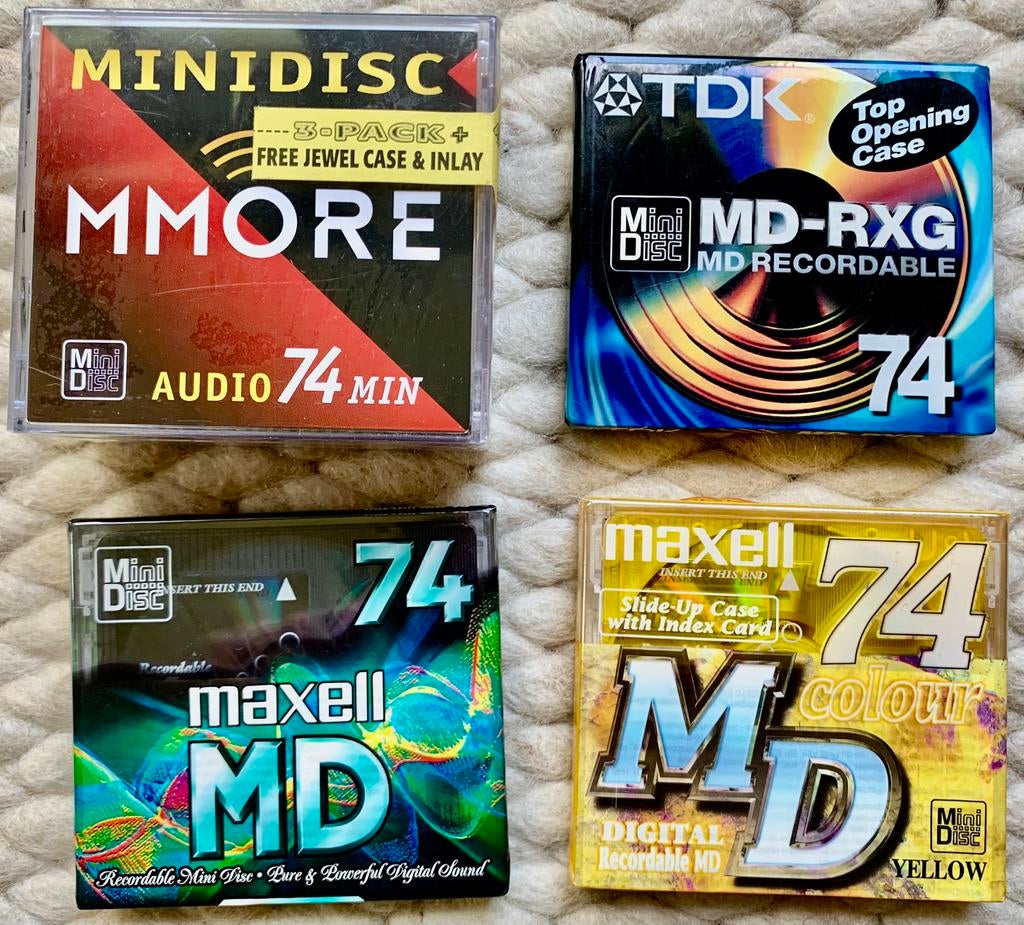 MINIDISC
3-PACK +
FREE JEWEL CASE & INLAY
MMORE
Mini
Disc
AUDIO 74 MIN
TDK®
Top
Opening
Case
Mini
Disc
MD-RXG
MD RECORDABLE
74
Mini
Disc
INSERT THIS END
74
Recordable
maxell
MD
Recordable Mini Disc • Pure & Powerful Digital Sound
maxell
INSERT THIS END
74
Slide-Up Case
with Index Card
colour
MD
DIGITAL
Recordable MD
Mini
Disc
YELLOW